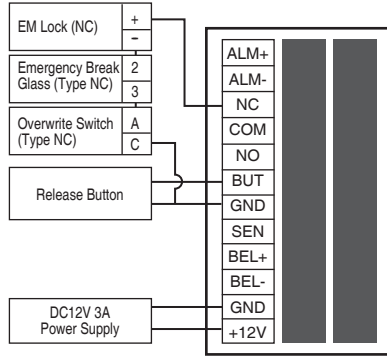 EM Lock (NC)
+
−
Emergency Break
Glass (Type NC)
2
3
Overwrite Switch
(Type NC)
A
C
Release Button
DC12V 3A
Power Supply
ALM+
ALM-
NC
COM
NO
BUT
GND
SEN
BEL+
BEL-
GND
+12V